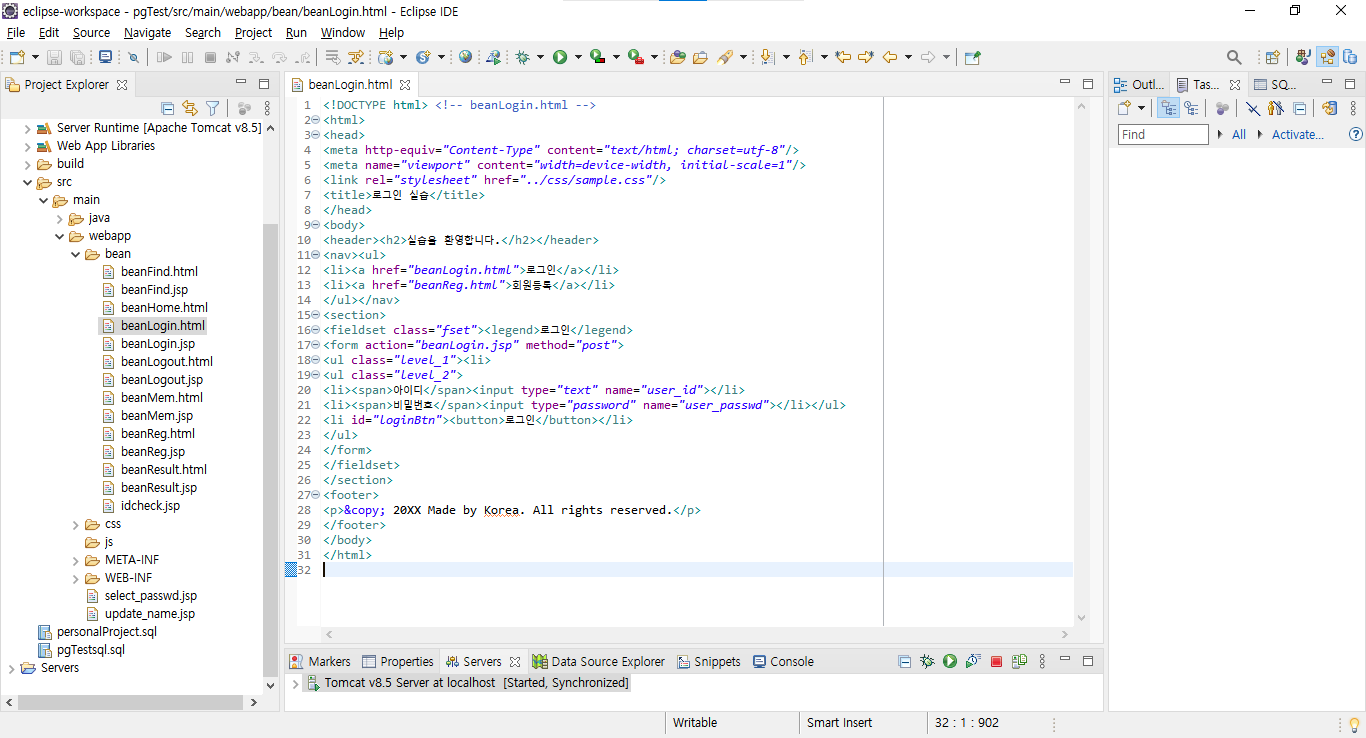 eclipse-workspace - pgTest/src/main/webapp/bean/beanLogin.html - Eclipse IDE
File Edit Source Navigate Search Project Run Window Help
Project Explorer
Server Runtime [Apache Tomcat v8.5]
Web App Libraries
build
src
main
java
webapp
bean
beanFind.html
beanFind.jsp
beanHome.html
beanLogin.html
beanLogin.jsp
beanLogout.html
beanLogout.jsp
beanMem.html
beanMem.jsp
beanReg.html
beanReg.jsp
beanResult.html
beanResult.jsp
idcheck.jsp
css
js
META-INF
WEB-INF
select_passwd.jsp
update_name.jsp
personalProject.sql
pgTestsql.sql
Servers
beanLogin.html
1 <!DOCTYPE html> <!-- beanLogin.html -->
2 <html>
3 <head>
4 <meta http-equiv="Content-Type" content="text/html; charset=utf-8"/>
5 <meta name="viewport" content="width=device-width, initial-scale=1"/>
6 <link rel="stylesheet" href="../css/sample.css"/>
7 <title>로그인 실습</title>
8 </head>
9 <body>
10 <header><h2>실습을 환영합니다.</h2></header>
11 <nav><ul>
12 <li><a href="beanLogin.html">로그인</a></li>
13 <li><a href="beanReg.html">회원등록</a></li>
14 </ul></nav>
15 <section>
16 <fieldset class="fset"><legend>로그인</legend>
17 <form action="beanLogin.jsp" method="post">
18 <ul class="level_1"><li>
19 <ul class="level_2">
20 <li><span>아이디</span><input type="text" name="user_id"></li>
21 <li><span>비밀번호</span><input type="password" name="user_passwd"></li></ul>
22 <li id="loginBtn"><button>로그인</button></li>
23 </ul>
24 </form>
25 </fieldset>
26 </section>
27 <footer>
28 <p>&copy; 20XX Made by Korea. All rights reserved.</p>
29 </footer>
30 </body>
31 </html>
32
Outl... Tas... SQ...
Find All Activate...
Markers Properties Servers Data Source Explorer Snippets Console
Tomcat v8.5 Server at localhost [Started, Synchronized]
Writable Smart Insert 32 : 1 : 902